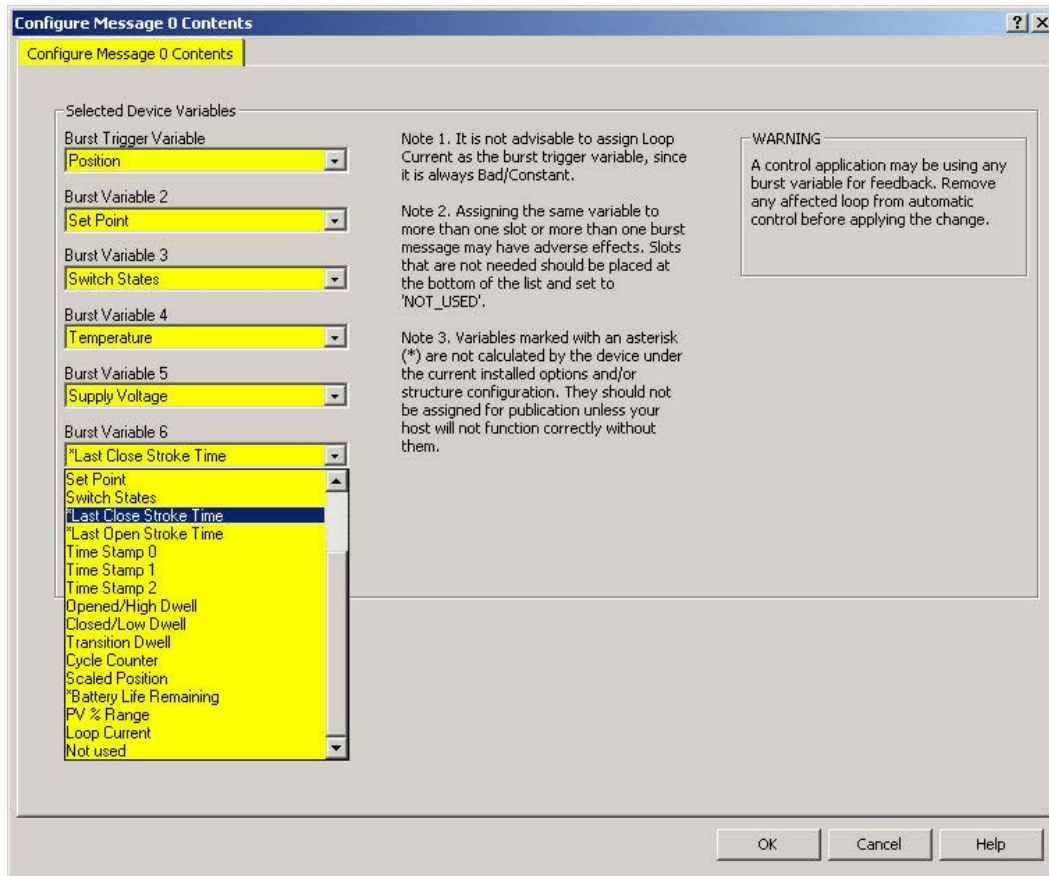 Configure Message 0 Contents
Configure Message 0 Contents
Selected Device Variables
Burst Trigger Variable
Position
Burst Variable 2
Set Point
Burst Variable 3
Switch States
Burst Variable 4
Temperature
Burst Variable 5
Supply Voltage
Burst Variable 6
*Last Close Stroke Time
Set Point
Switch States
*Last Close Stroke Time
*Last Open Stroke Time
Time Stamp 0
Time Stamp 1
Time Stamp 2
Opened/High Dwell
Closed/Low Dwell
Transition Dwell
Cycle Counter
Scaled Position
*Battery Life Remaining
PV % Range
Loop Current
Not used
Note 1. It is not advisable to assign Loop
Current as the burst trigger variable, since
it is always Bad/Constant.
Note 2. Assigning the same variable to
more than one slot or more than one burst
message may have adverse effects. Slots
that are not needed should be placed at
the bottom of the list and set to
'NOT_USED'.
Note 3. Variables marked with an asterisk
(*) are not calculated by the device under
the current installed options and/or
structure configuration. They should not
be assigned for publication unless your
host will not function correctly without
them.
WARNING
A control application may be using any
burst variable for feedback. Remove
any affected loop from automatic
control before applying the change.
OK
Cancel
Help